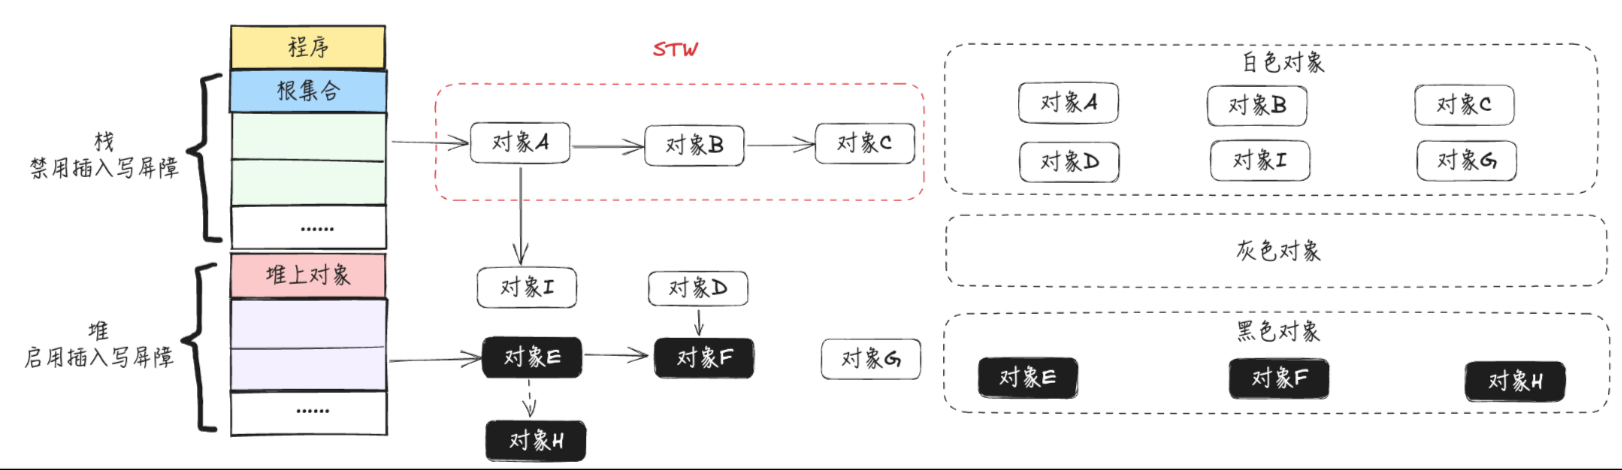 程序
根集合
栈
禁用插入写屏障
......
堆上对象
堆
启用插入写屏障
......
STW
对象A
对象B
对象C
对象I
对象D
对象E
对象F
对象G
对象H
白色对象
对象A
对象B
对象C
对象D
对象I
对象G
灰色对象
黑色对象
对象E
对象F
对象H